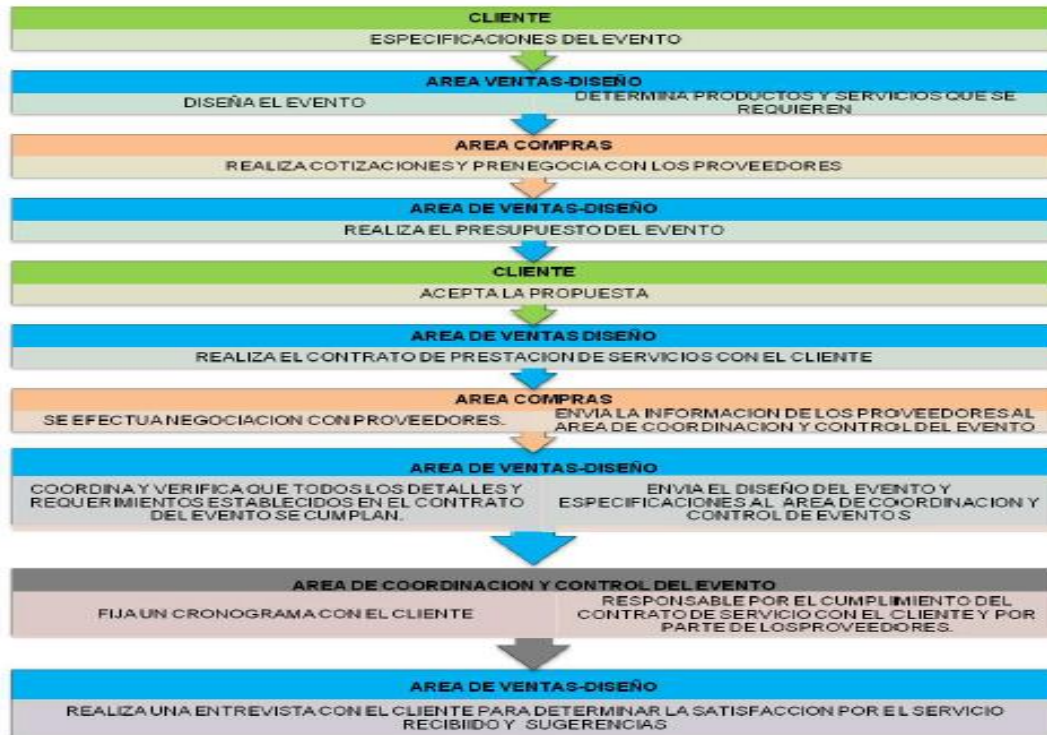 CLIENTE
ESPECIFICACIONES DEL EVENTO
AREA VENTAS-DISEÑO
DISEÑA EL EVENTO
DETERMINA PRODUCTOS Y SERVICIOS QUE SE
REQUIEREN
AREA COMPRAS
REALIZA COTIZACIONES Y PRENEGOCIA CON LOS PROVEEDORES
AREA DE VENTAS-DISEÑO
REALIZA EL PRESUPUESTO DEL EVENTO
CLIENTE
ACEPTA LA PROPUESTA
AREA DE VENTAS DISEÑO
REALIZA EL CONTRATO DE PRESTACION DE SERVICIOS CON EL CLIENTE
AREA COMPRAS
SE EFECTUA NEGOCIACION CON PROVEEDORES.
ENVIA LA INFORMACION DE LOS PROVEEDORES AL
AREA DE COORDINACION Y CONTROL DEL EVENTO
AREA DE VENTAS-DISEÑO
COORDINA Y VERIFICA QUE TODOS LOS DETALLES Y
REQUERIMIENTOS ESTABLECIDOS EN EL CONTRATO
DEL EVENTO SE CUMPLAN.
ENVIA EL DISEÑO DEL EVENTO Y
ESPECIFICACIONES AL AREA DE COORDINACION Y
CONTROL DE EVENTOS
AREA DE COORDINACION Y CONTROL DEL EVENTO
FIJA UN CRONOGRAMA CON EL CLIENTE
RESPONSABLE POR EL CUMPLIMIENTO DEL
CONTRATO DE SERVICIO CON EL CLIENTE Y POR
PARTE DE LOS PROVEEDORES.
AREA DE VENTAS-DISEÑO
REALIZA UNA ENTREVISTA CON EL CLIENTE PARA DETERMINAR LA SATISFACCION POR EL SERVICIO
RECIBIIDO Y SUGERENCIAS